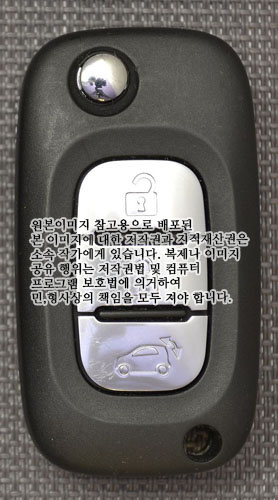 원본이미지 참고용으로 배포된
본 이미지에 대한 저작권과 지적재산권은
소속 작가에게 있습니다. 복제나 이미지
공유 행위는 저작권법 및 컴퓨터
프로그램 보호법에 의거하여
민,형사상의 책임을 모두 져야 합니다.